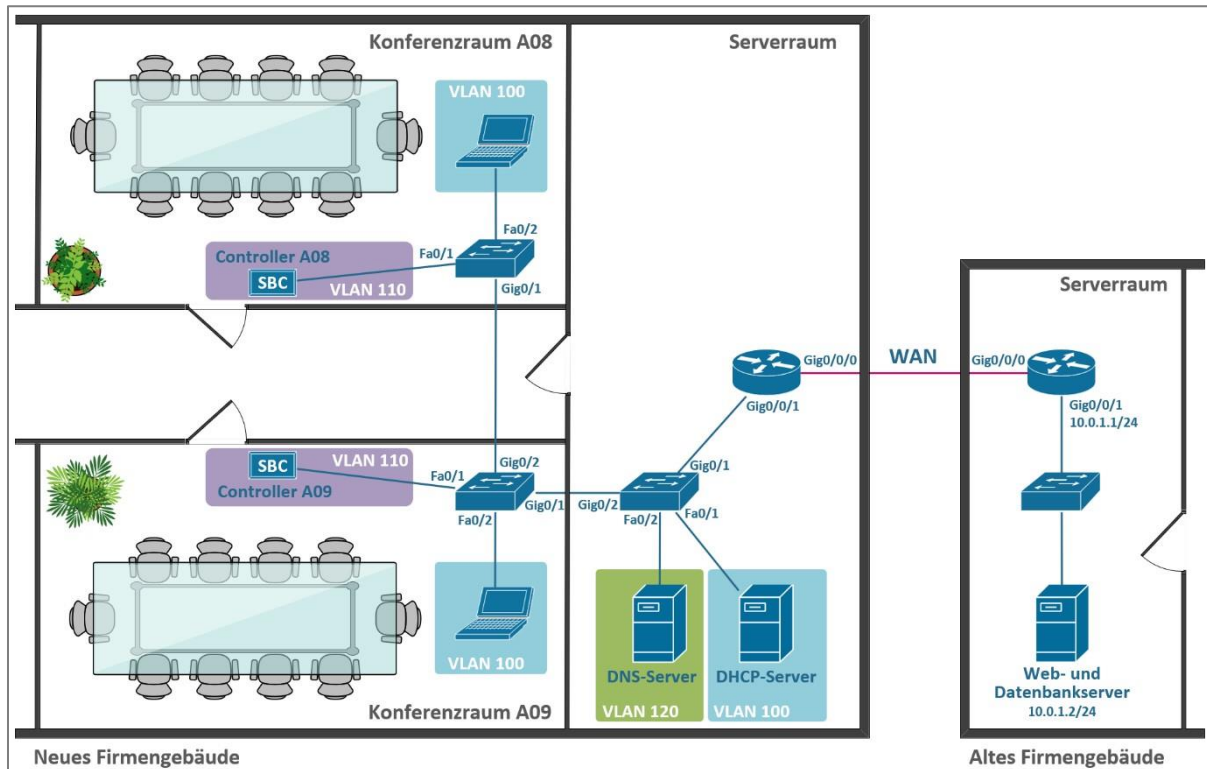 Konferenzraum A08
Serverraum
VLAN 100
Fa0/2
Controller A08
Fa0/1
SBC
VLAN 110
Gig0/1
Serverraum
Gig0/0/0
WAN
Gig0/0/0
Gig0/0/1
Gig0/0/1
10.0.1.1/24
SBC
VLAN 110
Controller A09
Fa0/1
Gig0/2
Gig0/1
Fa0/2
Gig0/1
Gig0/2
Fa0/2
Fa0/1
VLAN 100
DNS-Server
VLAN 120
DHCP-Server
VLAN 100
Web- und
Datenbankserver
10.0.1.2/24
Konferenzraum A09
Neues Firmengebäude
Altes Firmengebäude